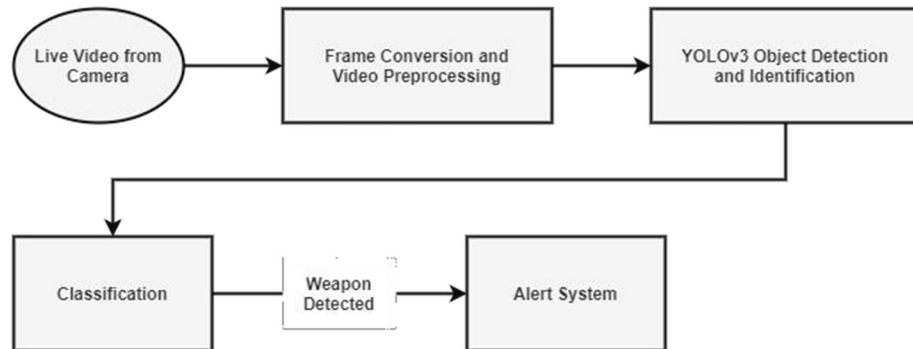 Live Video from
Camera
Frame Conversion and
Video Preprocessing
YOLOv3 Object Detection
and Identification
Classification
Weapon
Detected
Alert System